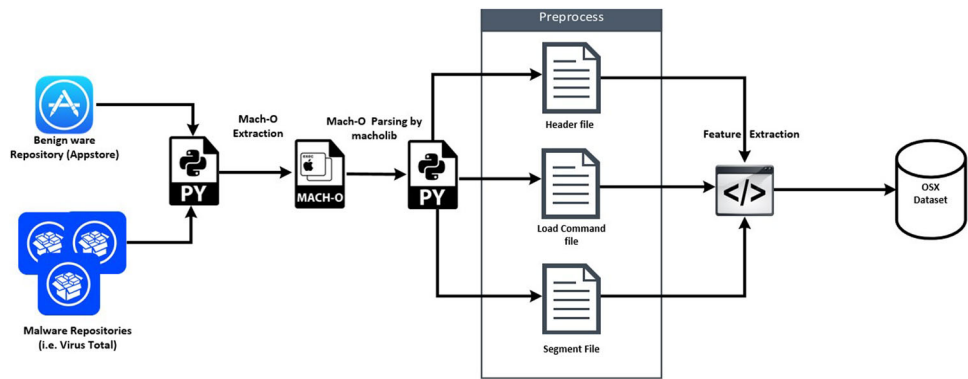 Preprocess
Benign ware
Repository (Appstore)
PY
Malware Repositories
(i.e. Virus Total)
Mach-O
Extraction
EXEC
MACH-O
Mach-O Parsing by
macholib
PY
Header file
Load Command
file
Segment File
Feature Extraction
</>
OSX
Dataset